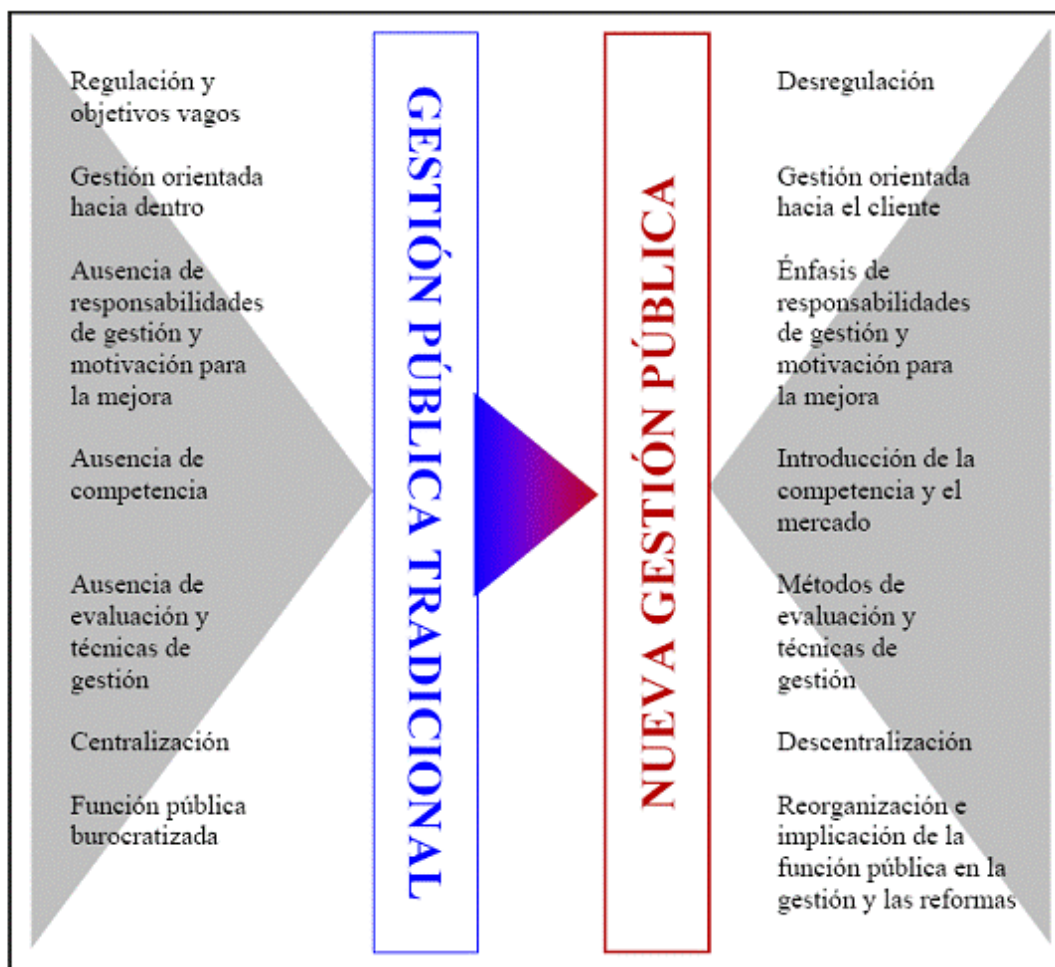 Regulación y
objetivos vagos
Gestión orientada
hacia dentro
Ausencia de
responsabilidades
de gestión y
motivación para
la mejora
Ausencia de
competencia
Ausencia de
evaluación y
técnicas de
gestión
Centralización
Función pública
burocratizada
GESTIÓN PÚBLICA TRADICIONAL
NUEVA GESTIÓN PÚBLICA
Desregulación
Gestión orientada
hacia el cliente
Énfasis de
responsabilidades
de gestión y
motivación para
la mejora
Introducción de la
competencia y el
mercado
Métodos de
evaluación y
técnicas de
gestión
Descentralización
Reorganización e
implicación de la
función pública en la
gestión y las reformas